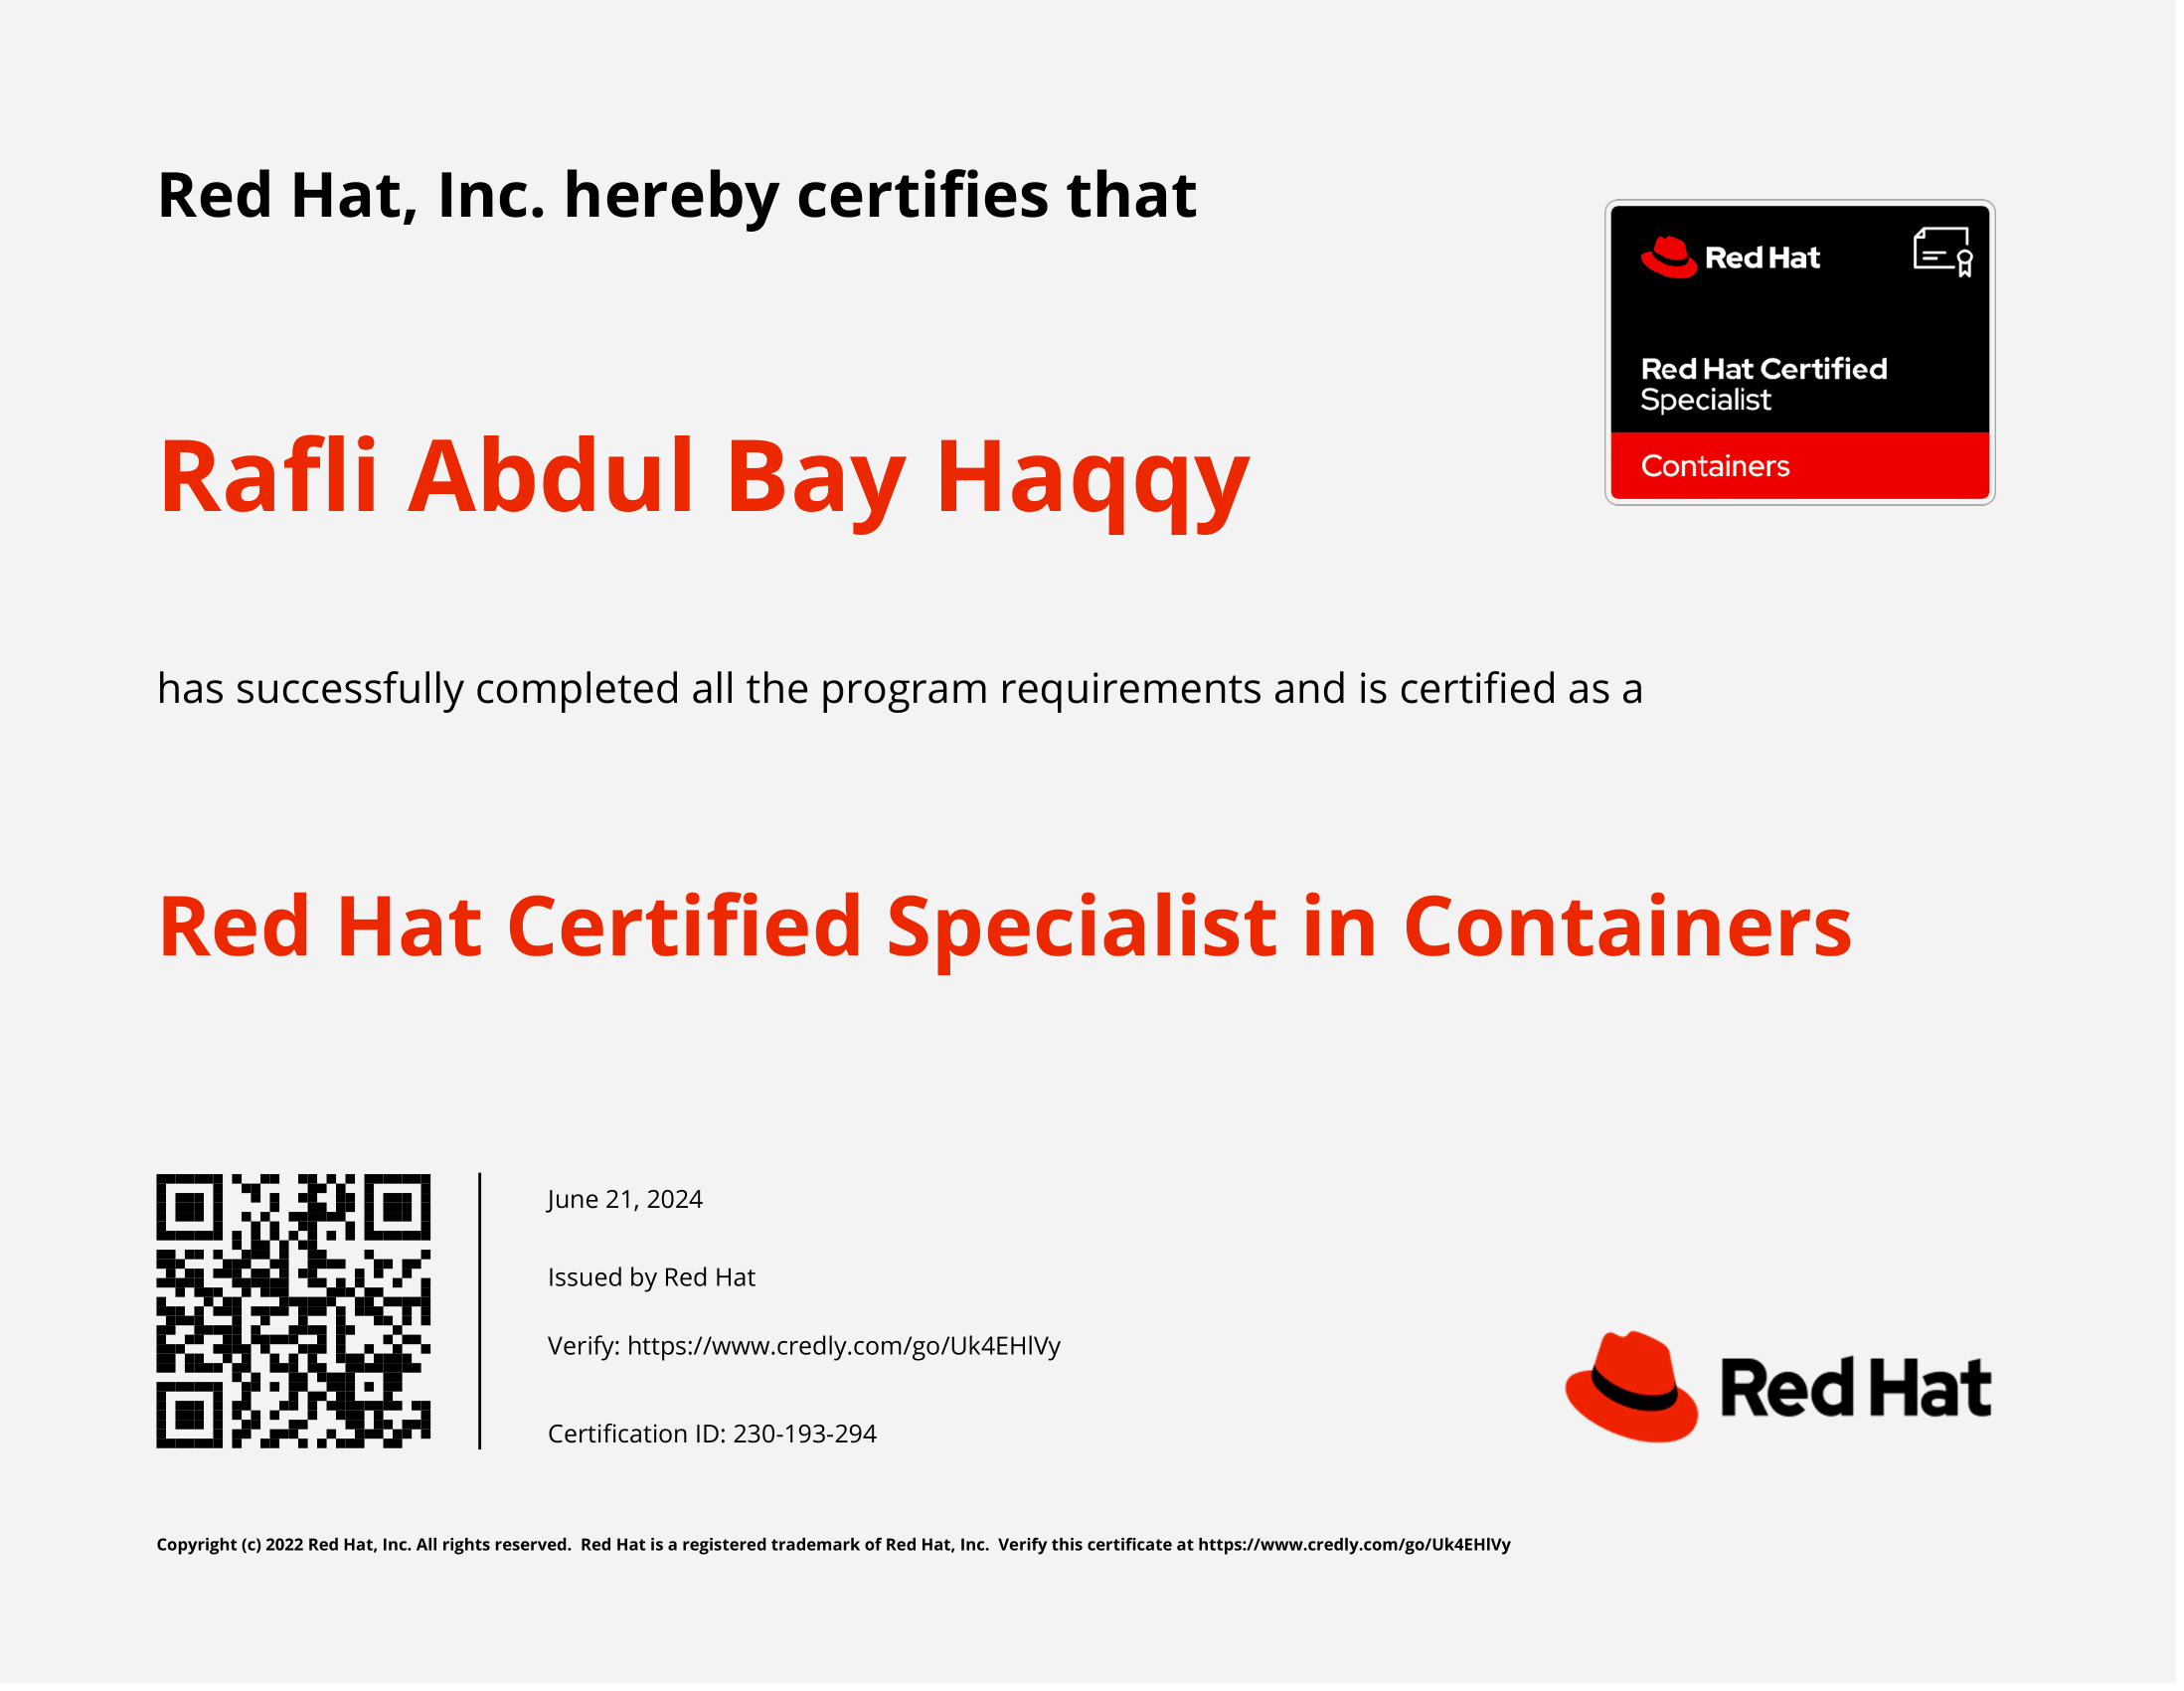 Red Hat, Inc. hereby certifies that
Red Hat
Red Hat Certified
Specialist
Containers
Rafli Abdul Bay Haqqy
has successfully completed all the program requirements and is certified as a
Red Hat Certified Specialist in Containers
June 21, 2024
Issued by Red Hat
Verify: https://www.credly.com/go/Uk4EHlVy
Certification ID: 230-193-294
Red Hat
Copyright (c) 2022 Red Hat, Inc. All rights reserved.  Red Hat is a registered trademark of Red Hat, Inc.  Verify this certificate at https://www.credly.com/go/Uk4EHlVy